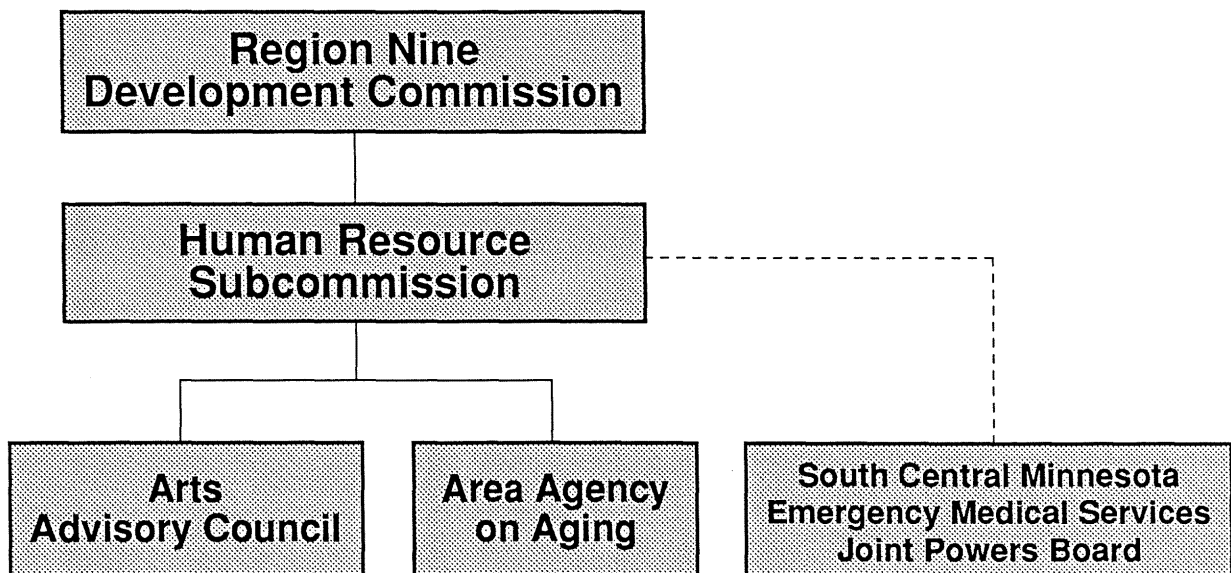 Region Nine
Development Commission
Human Resource
Subcommission
Arts
Advisory Council
Area Agency
on Aging
South Central Minnesota
Emergency Medical Services
Joint Powers Board